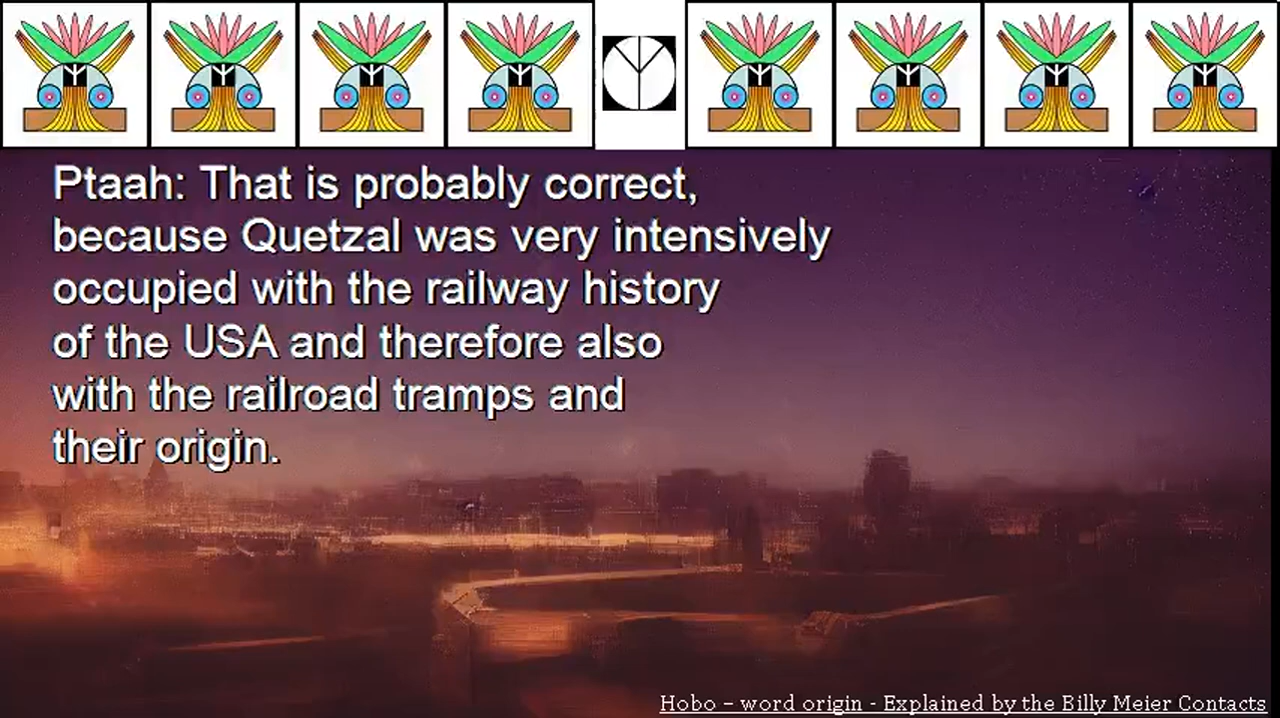 Ptaah: That is probably correct,
because Quetzal was very intensively
occupied with the railway history
of the USA and therefore also
with the railroad tramps and
their origin.
Hobo – word origin - Explained by the Billy Meier Contacts